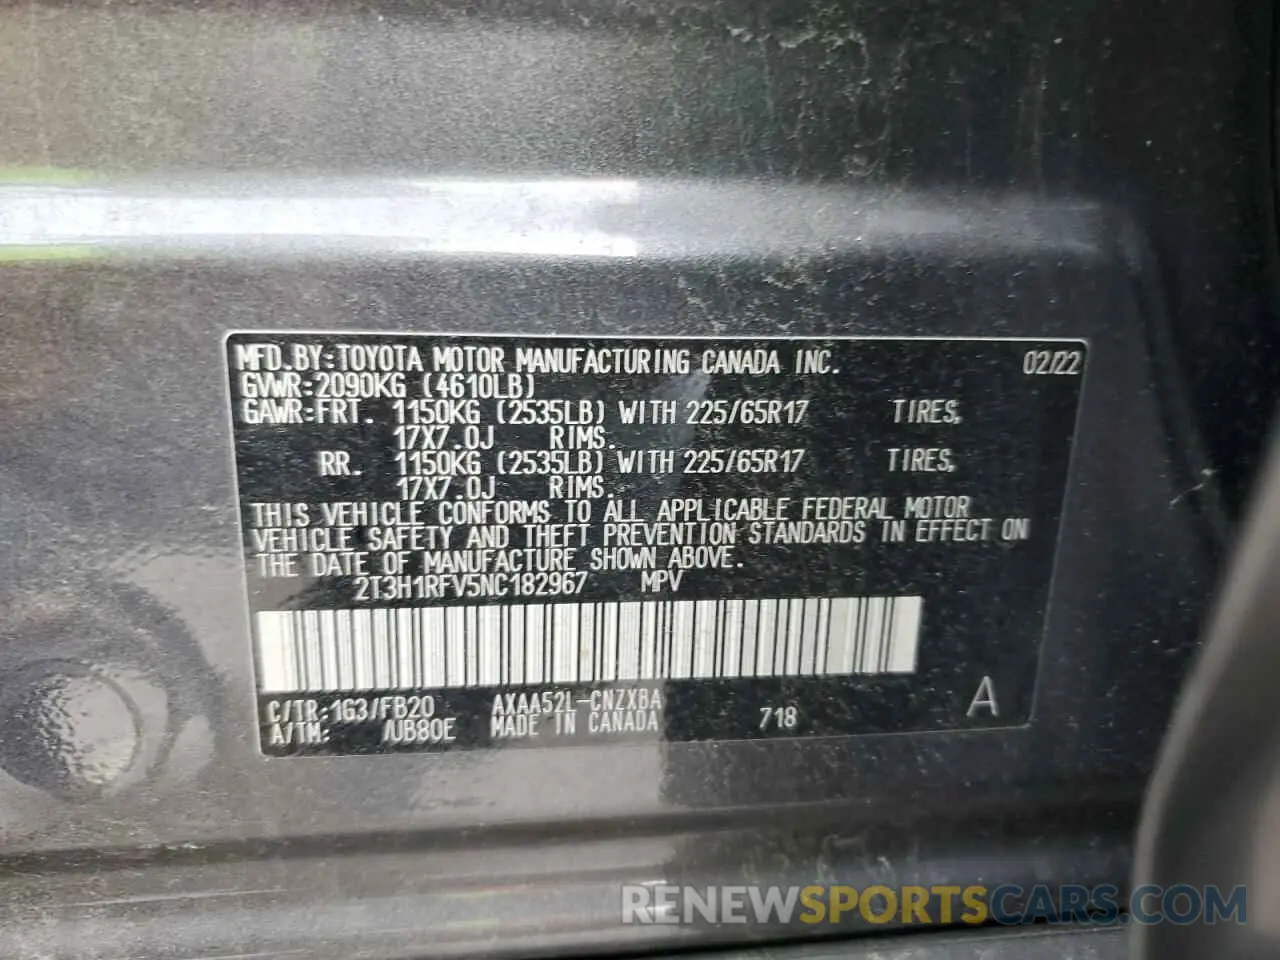 MFD.BY:TOYOTA MOTOR MANUFACTURING CANADA INC. 02/22
GVWR:2090KG (4610LB)
GAWR:FRT. 1150KG (2535LB) WITH 225/65R17 TIRES,
17X7.0J RIMS.
RR. 1150KG (2535LB) WITH 225/65R17 TIRES,
17X7.0J RIMS.
THIS VEHICLE CONFORMS TO ALL APPLICABLE FEDERAL MOTOR
VEHICLE SAFETY AND THEFT PREVENTION STANDARDS IN EFFECT ON
THE DATE OF MANUFACTURE SHOWN ABOVE.
2T3H1RFV5NC182967 MPV
C/TR:1G3/FB20 AXAA52L-CNZXBA
A/TM: /UB80E MADE IN CANADA 718 A
RENEWSPORTSCARS.COM